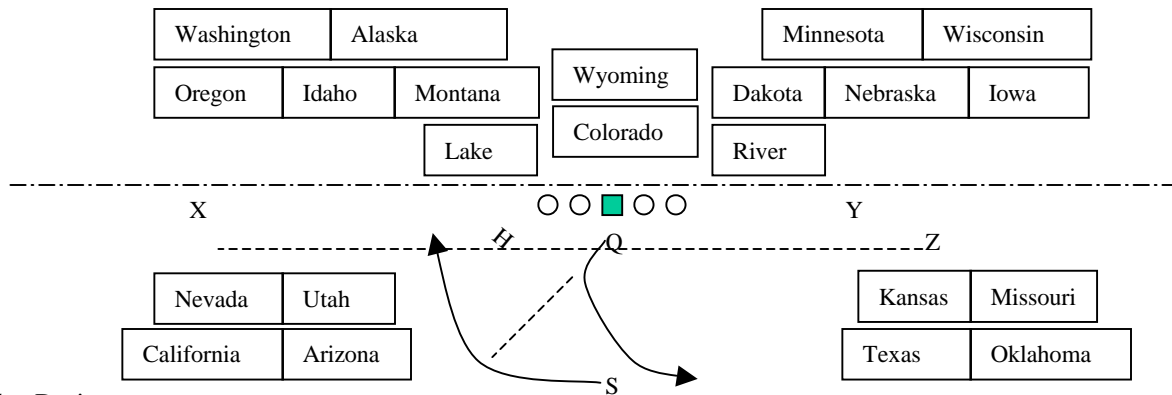 Washington Alaska Minnesota Wisconsin
Wyoming
Oregon Idaho Montana Dakota Nebraska Iowa
Colorado
Lake River
X Y
H Q Z
Nevada Utah Kansas Missouri
California Arizona Texas Oklahoma
S